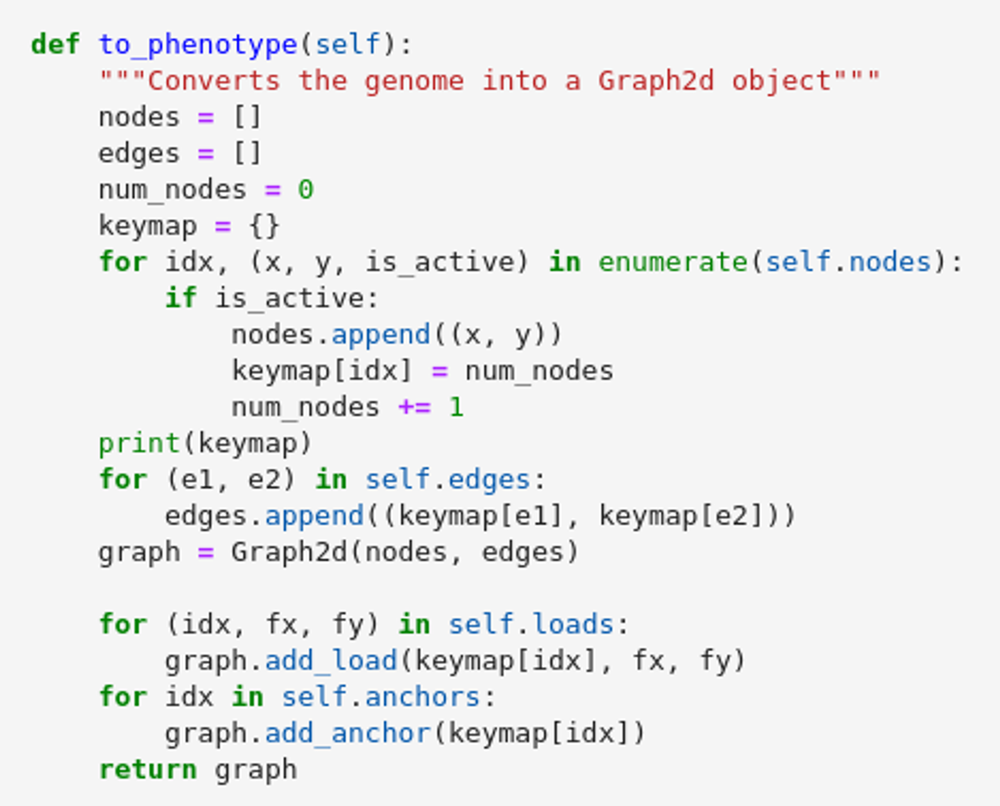 def to_phenotype(self):
    """Converts the genome into a Graph2d object"""
    nodes = []
    edges = []
    num_nodes = 0
    keymap = {}
    for idx, (x, y, is_active) in enumerate(self.nodes):
        if is_active:
            nodes.append((x, y))
            keymap[idx] = num_nodes
            num_nodes += 1
    print(keymap)
    for (e1, e2) in self.edges:
        edges.append((keymap[e1], keymap[e2]))
    graph = Graph2d(nodes, edges)

    for (idx, fx, fy) in self.loads:
        graph.add_load(keymap[idx], fx, fy)
    for idx in self.anchors:
        graph.add_anchor(keymap[idx])
    return graph